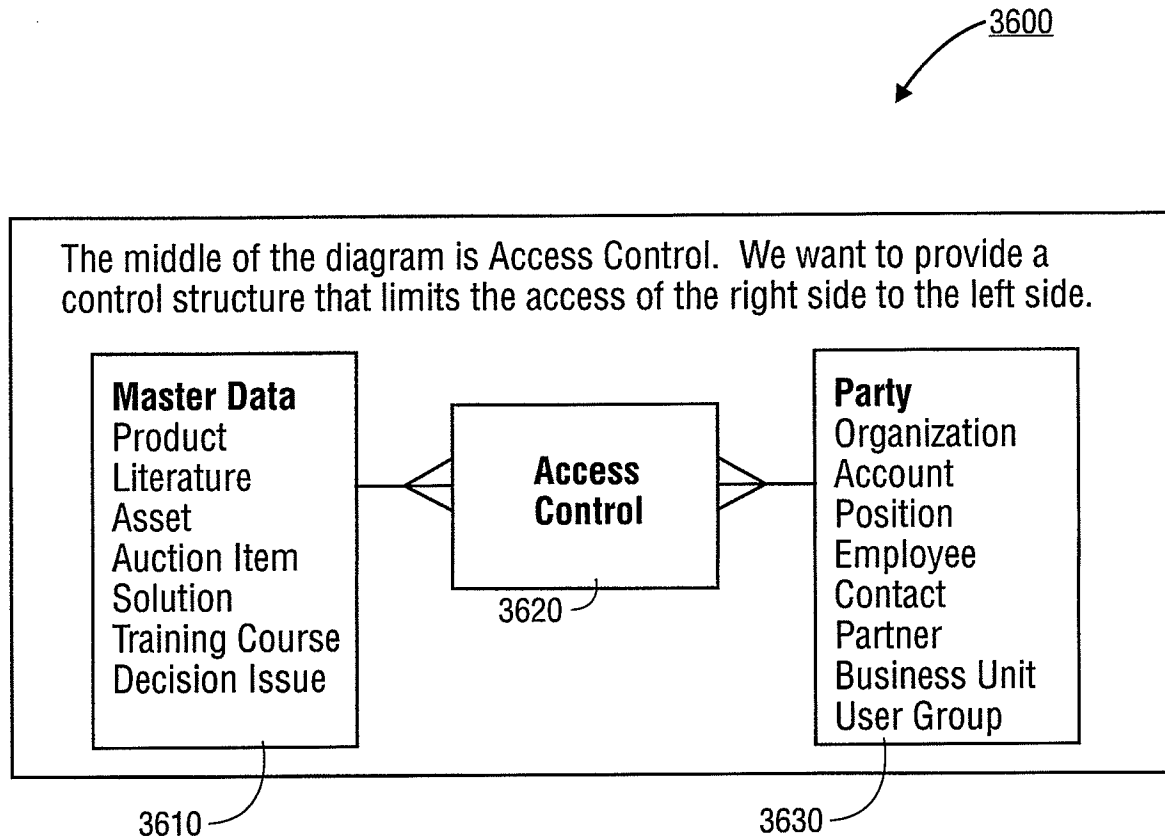 3600
The middle of the diagram is Access Control. We want to provide a
control structure that limits the access of the right side to the left side.
Master Data
Product
Literature
Asset
Auction Item
Solution
Training Course
Decision Issue
Access
Control
Party
Organization
Account
Position
Employee
Contact
Partner
Business Unit
User Group
3620
3610
3630